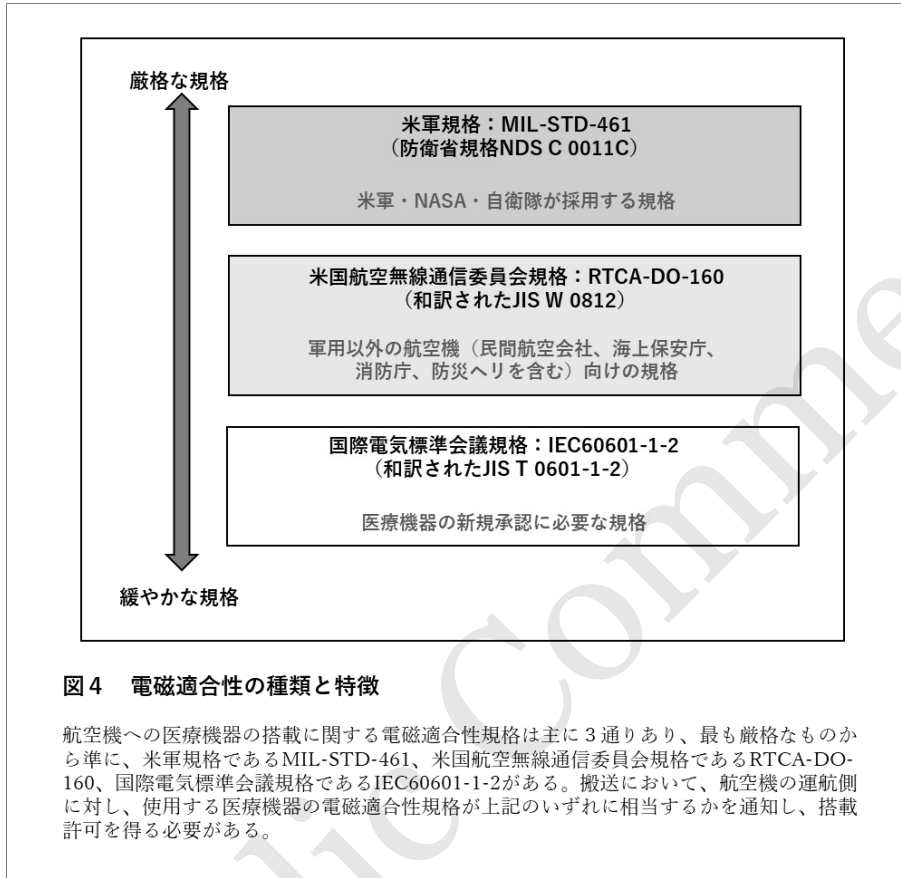 厳格な規格
米軍規格：MIL-STD-461
（防衛省規格NDS C 0011C）
米軍・NASA・自衛隊が採用する規格
米国航空無線通信委員会規格：RTCA-DO-160
（和訳されたJIS W 0812）
軍用以外の航空機（民間航空会社、海上保安庁、
消防庁、防災ヘリを含む）向けの規格
国際電気標準会議規格：IEC60601-1-2
（和訳されたJIS T 0601-1-2）
医療機器の新規承認に必要な規格
緩やかな規格
図４　電磁適合性の種類と特徴
航空機への医療機器の搭載に関する電磁適合性規格は主に３通りあり、最も厳格なものか
ら準に、米軍規格であるMIL-STD-461、米国航空無線通信委員会規格であるRTCA-DO-
160、国際電気標準会議規格であるIEC60601-1-2がある。搬送において、航空機の運航側
に対し、使用する医療機器の電磁適合性規格が上記のいずれに相当するかを通知し、搭載
許可を得る必要がある。
lic Comme